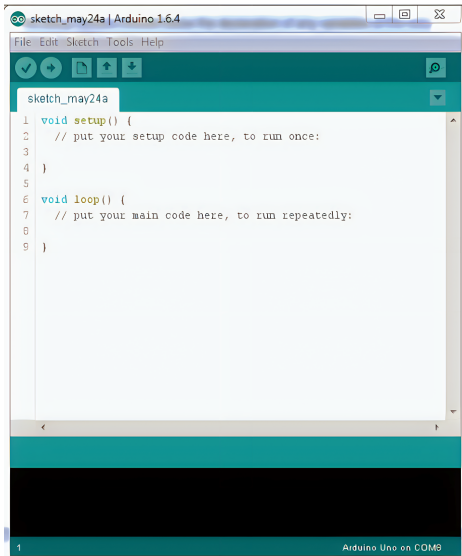 sketch_may24a | Arduino 1.6.4
File Edit Sketch Tools Help
sketch_may24a
1 void setup() {
2 // put your setup code here, to run once:
3
4 }
5
6 void loop() {
7 // put your main code here, to run repeatedly:
8
9 }
1 Arduino Uno on COM8